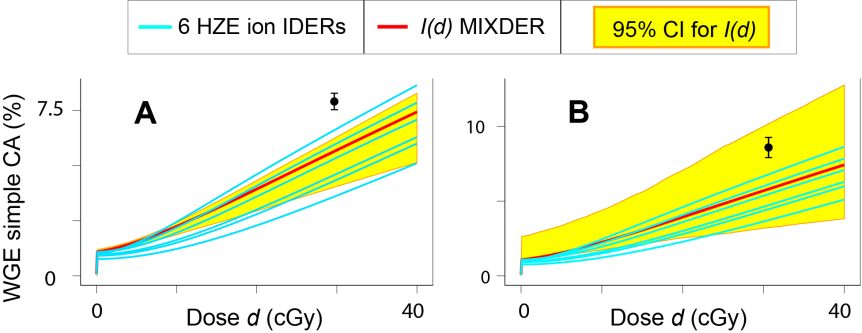 6 HZE ion IDERs
I(d) MIXDER
95% CI for I(d)
WGE simple CA (%)
7.5
0
A
0
40
Dose d (cGy)
10
0
B
0
40
Dose d (cGy)